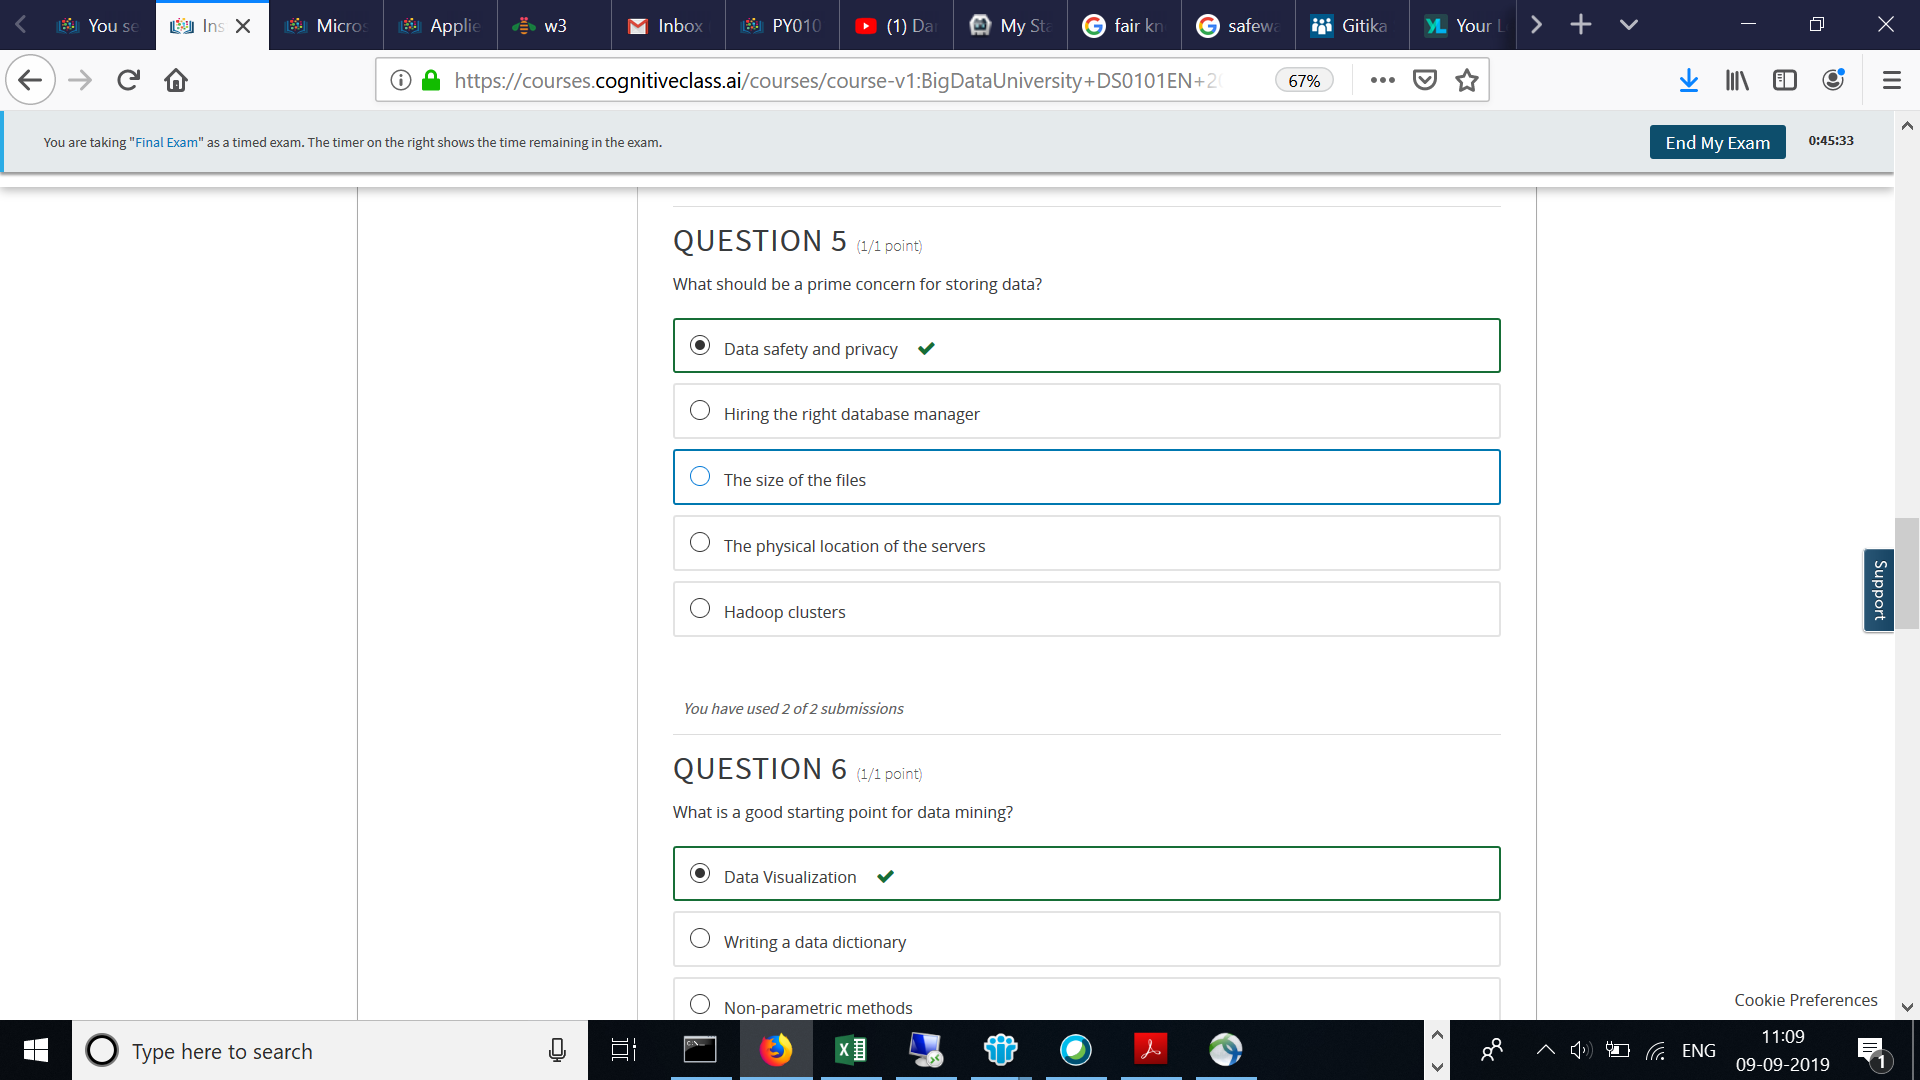 You se
Ins
Micros
Applie
w3
Inbox
PY010
(1) Da
My Sta
fair kn
safewa
Gitika
YL Your L
https://courses.cognitiveclass.ai/courses/course-v1:BigDataUniversity+DS0101EN+20
67%
You are taking "Final Exam" as a timed exam. The timer on the right shows the time remaining in the exam.
End My Exam
0:45:33
QUESTION 5 (1/1 point)
What should be a prime concern for storing data?
Data safety and privacy
Hiring the right database manager
The size of the files
The physical location of the servers
Hadoop clusters
Support
You have used 2 of 2 submissions
QUESTION 6 (1/1 point)
What is a good starting point for data mining?
Data Visualization
Writing a data dictionary
Non-parametric methods
Cookie Preferences
Type here to search
ENG
11:09
09-09-2019
1